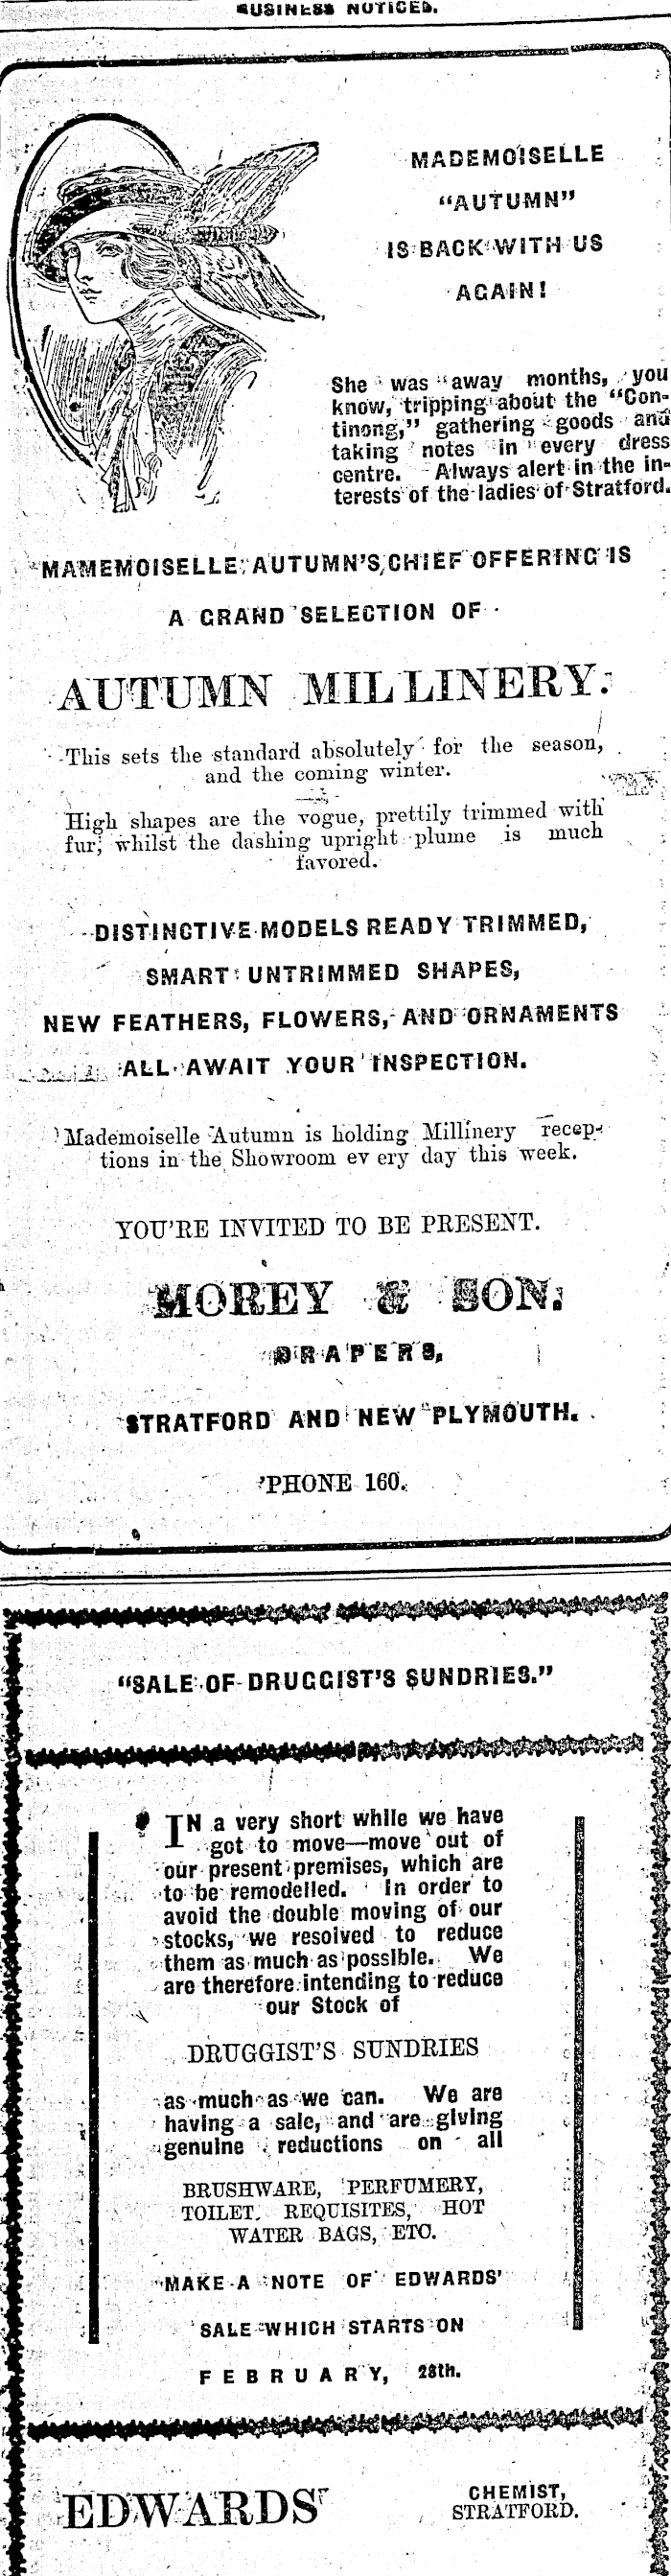 BUSINESS NOTICES.
MADEMOISELLE
"AUTUMN"
IS BACK WITH US
AGAIN!
She was away months, you
know, tripping about the "Con-
tinong," gathering goods and
taking notes in every dress
centre. Always alert in the in-
terests of the ladies of Stratford.
MAMEMOISELLE AUTUMN'S CHIEF OFFERING IS
A GRAND SELECTION OF
AUTUMN MILLINERY.
This sets the standard absolutely for the season,
and the coming winter.
High shapes are the vogue, prettily trimmed with
fur; whilst the dashing upright plume is much
favored.
DISTINCTIVE MODELS READY TRIMMED,
SMART UNTRIMMED SHAPES,
NEW FEATHERS, FLOWERS, AND ORNAMENTS
ALL AWAIT YOUR INSPECTION.
Mademoiselle Autumn is holding Millinery recep-
tions in the Showroom ev ery day this week.
YOU'RE INVITED TO BE PRESENT.
MOREY & SON.
DRAPERS,
STRATFORD AND NEW PLYMOUTH.
'PHONE 160.
"SALE OF DRUGGIST'S SUNDRIES."
IN a very short while we have
got to move—move out of
our present premises, which are
to be remodelled. In order to
avoid the double moving of our
stocks, we resolved to reduce
them as much as possible. We
are therefore intending to reduce
our Stock of
DRUGGIST'S SUNDRIES
as much as we can. We are
having a sale, and are giving
genuine reductions on all
BRUSHWARE, PERFUMERY,
TOILET REQUISITES, HOT
WATER BAGS, ETC.
MAKE A NOTE OF EDWARDS'
SALE WHICH STARTS ON
FEBRUARY, 28th.
EDWARDS'
CHEMIST,
STRATFORD.